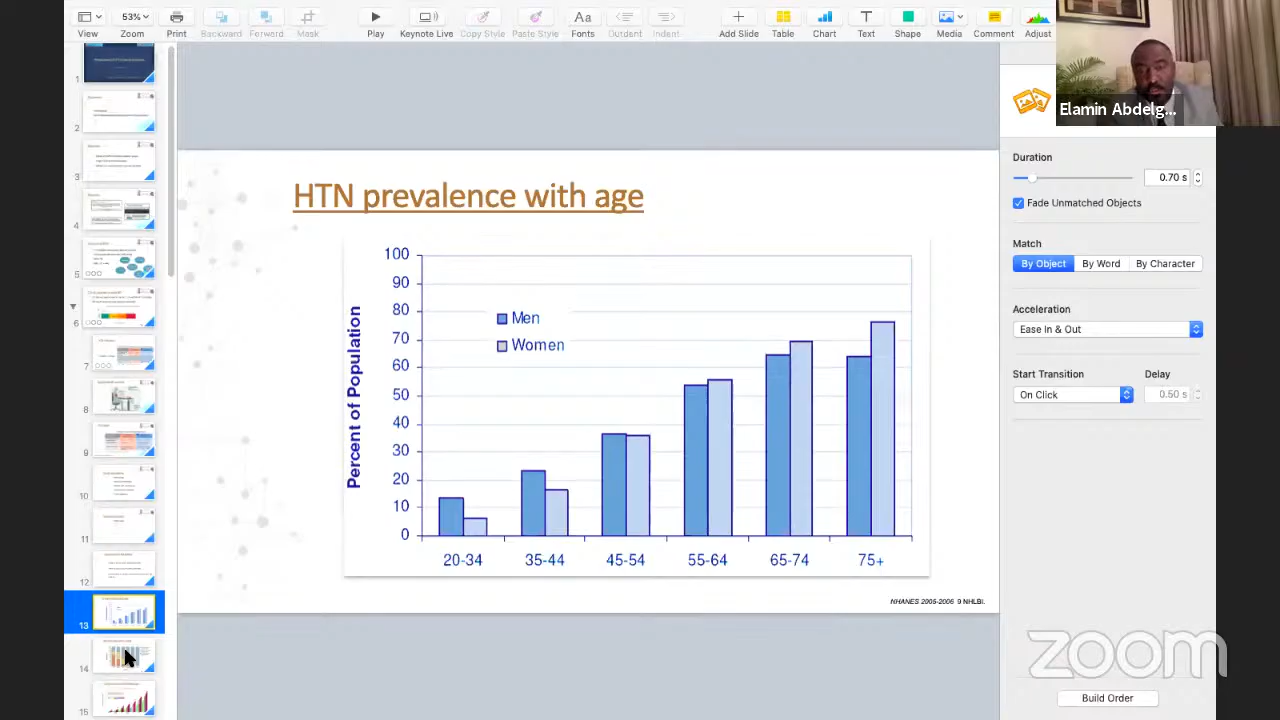 53%
View
Zoom
Print
Backward
Forward
Mask
Play
Keynote Live
Copy Style
Paste Style
Fonts
Outdent
Indent
Add Slide
Table
Chart
Text
Shape
Media
Comment
Adjust
Elamin Abdelg...
1
2
3
4
5
6
7
8
9
10
11
12
13
14
15
HTN prevalence with age
Percent of Population
100
90
80
70
60
50
40
30
20
10
0
Men
Women
20-34
35-44
45-54
55-64
65-74
75+
NHANES 2005-2006 9 NHLBI.
Duration
0.70 s
Fade Unmatched Objects
Match
By Object
By Word
By Character
Acceleration
Ease In & Out
Start Transition
Delay
On Click
0.50 s
zoom
Build Order